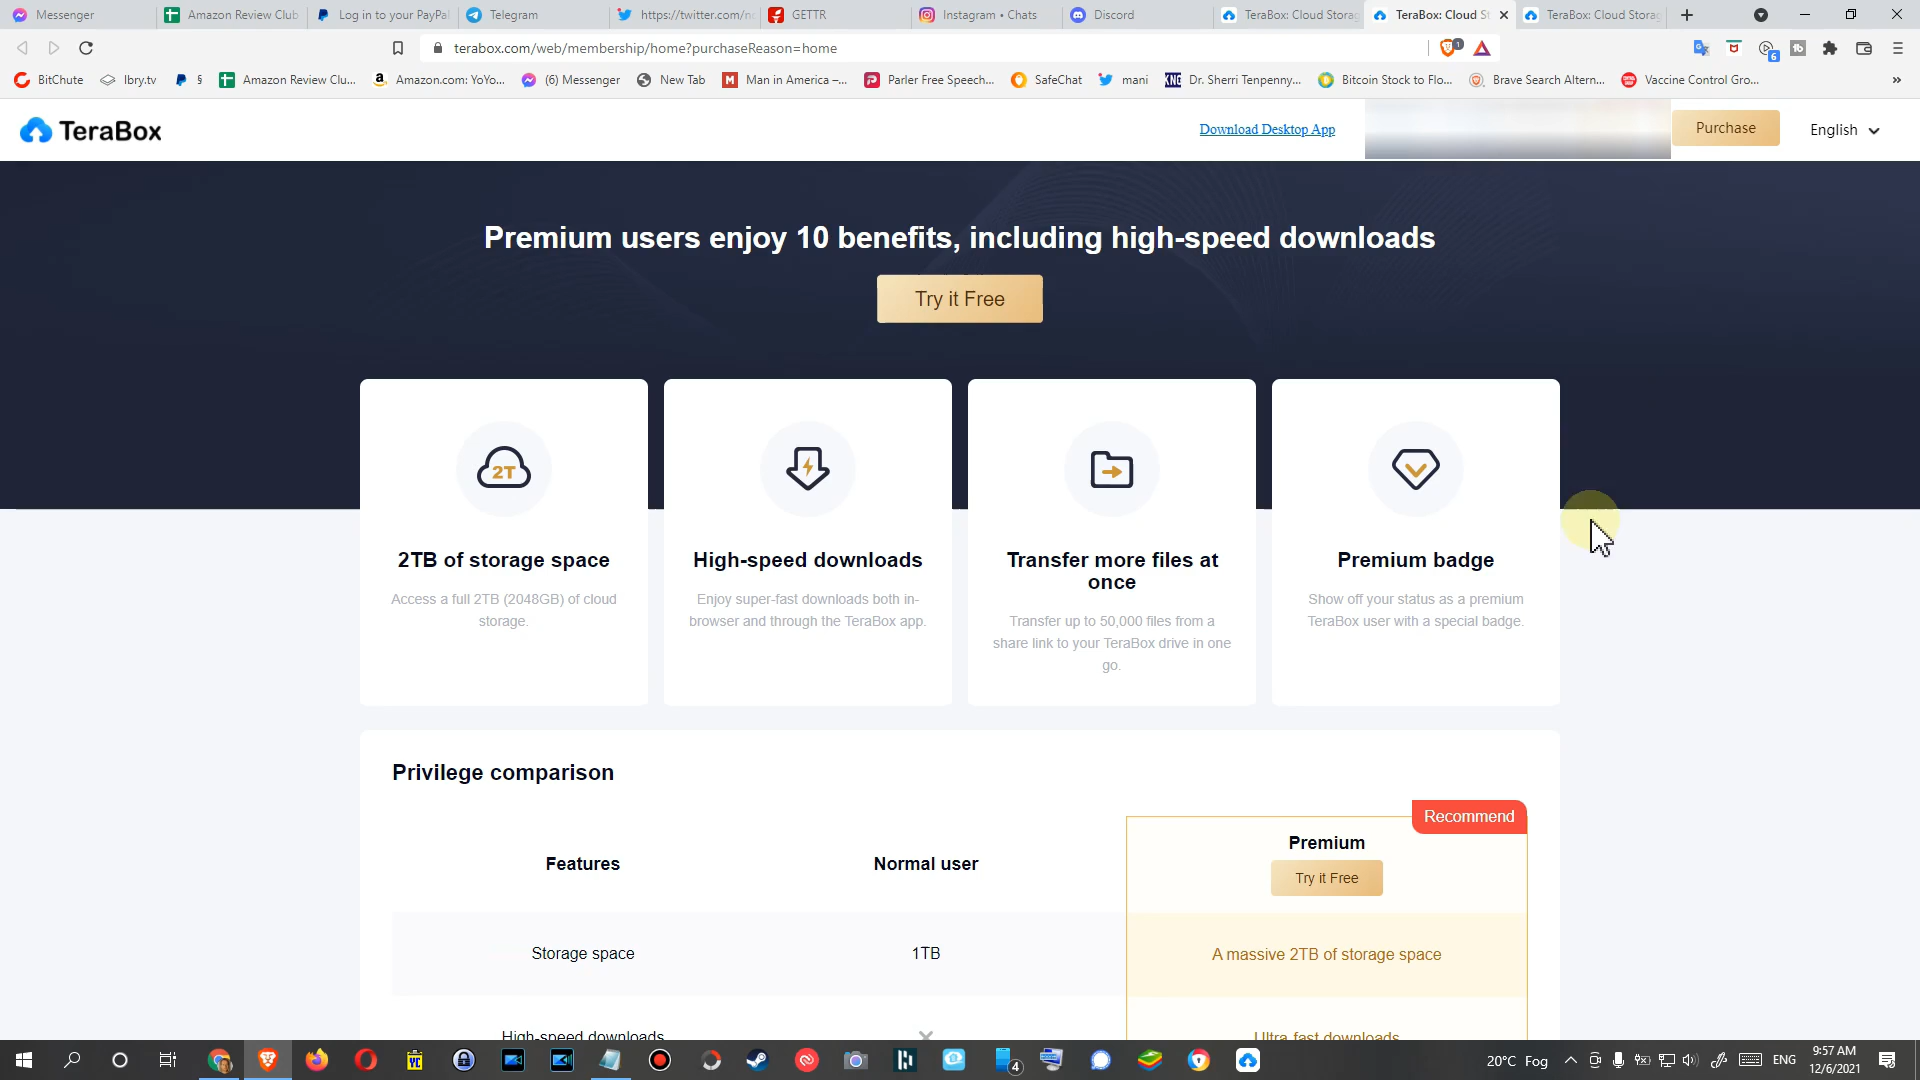 Messenger
Amazon Review Club
Log in to your PayPal
Telegram
https://twitter.com/n
GETTR
Instagram • Chats
Discord
TeraBox: Cloud Storag
TeraBox: Cloud St
TeraBox: Cloud Storag
terabox.com/web/membership/home?purchaseReason=home
1
6
BitChute
lbry.tv
§
Amazon Review Clu...
Amazon.com: YoYo...
(6) Messenger
New Tab
Man in America –...
Parler Free Speech...
SafeChat
mani
Dr. Sherri Tenpenny...
Bitcoin Stock to Flo...
Brave Search Altern...
Vaccine Control Gro...
TeraBox
Download Desktop App
Purchase
English
Premium users enjoy 10 benefits, including high-speed downloads
Try it Free
2T
2TB of storage space
Access a full 2TB (2048GB) of cloud
storage.
High-speed downloads
Enjoy super-fast downloads both in-
browser and through the TeraBox app.
Transfer more files at
once
Transfer up to 50,000 files from a
share link to your TeraBox drive in one
go.
Premium badge
Show off your status as a premium
TeraBox user with a special badge.
Privilege comparison
Recommend
Features
Normal user
Premium
Try it Free
Storage space
1TB
A massive 2TB of storage space
High-speed downloads
Ultra-fast downloads
4
20°C Fog
ENG
9:57 AM
12/6/2021